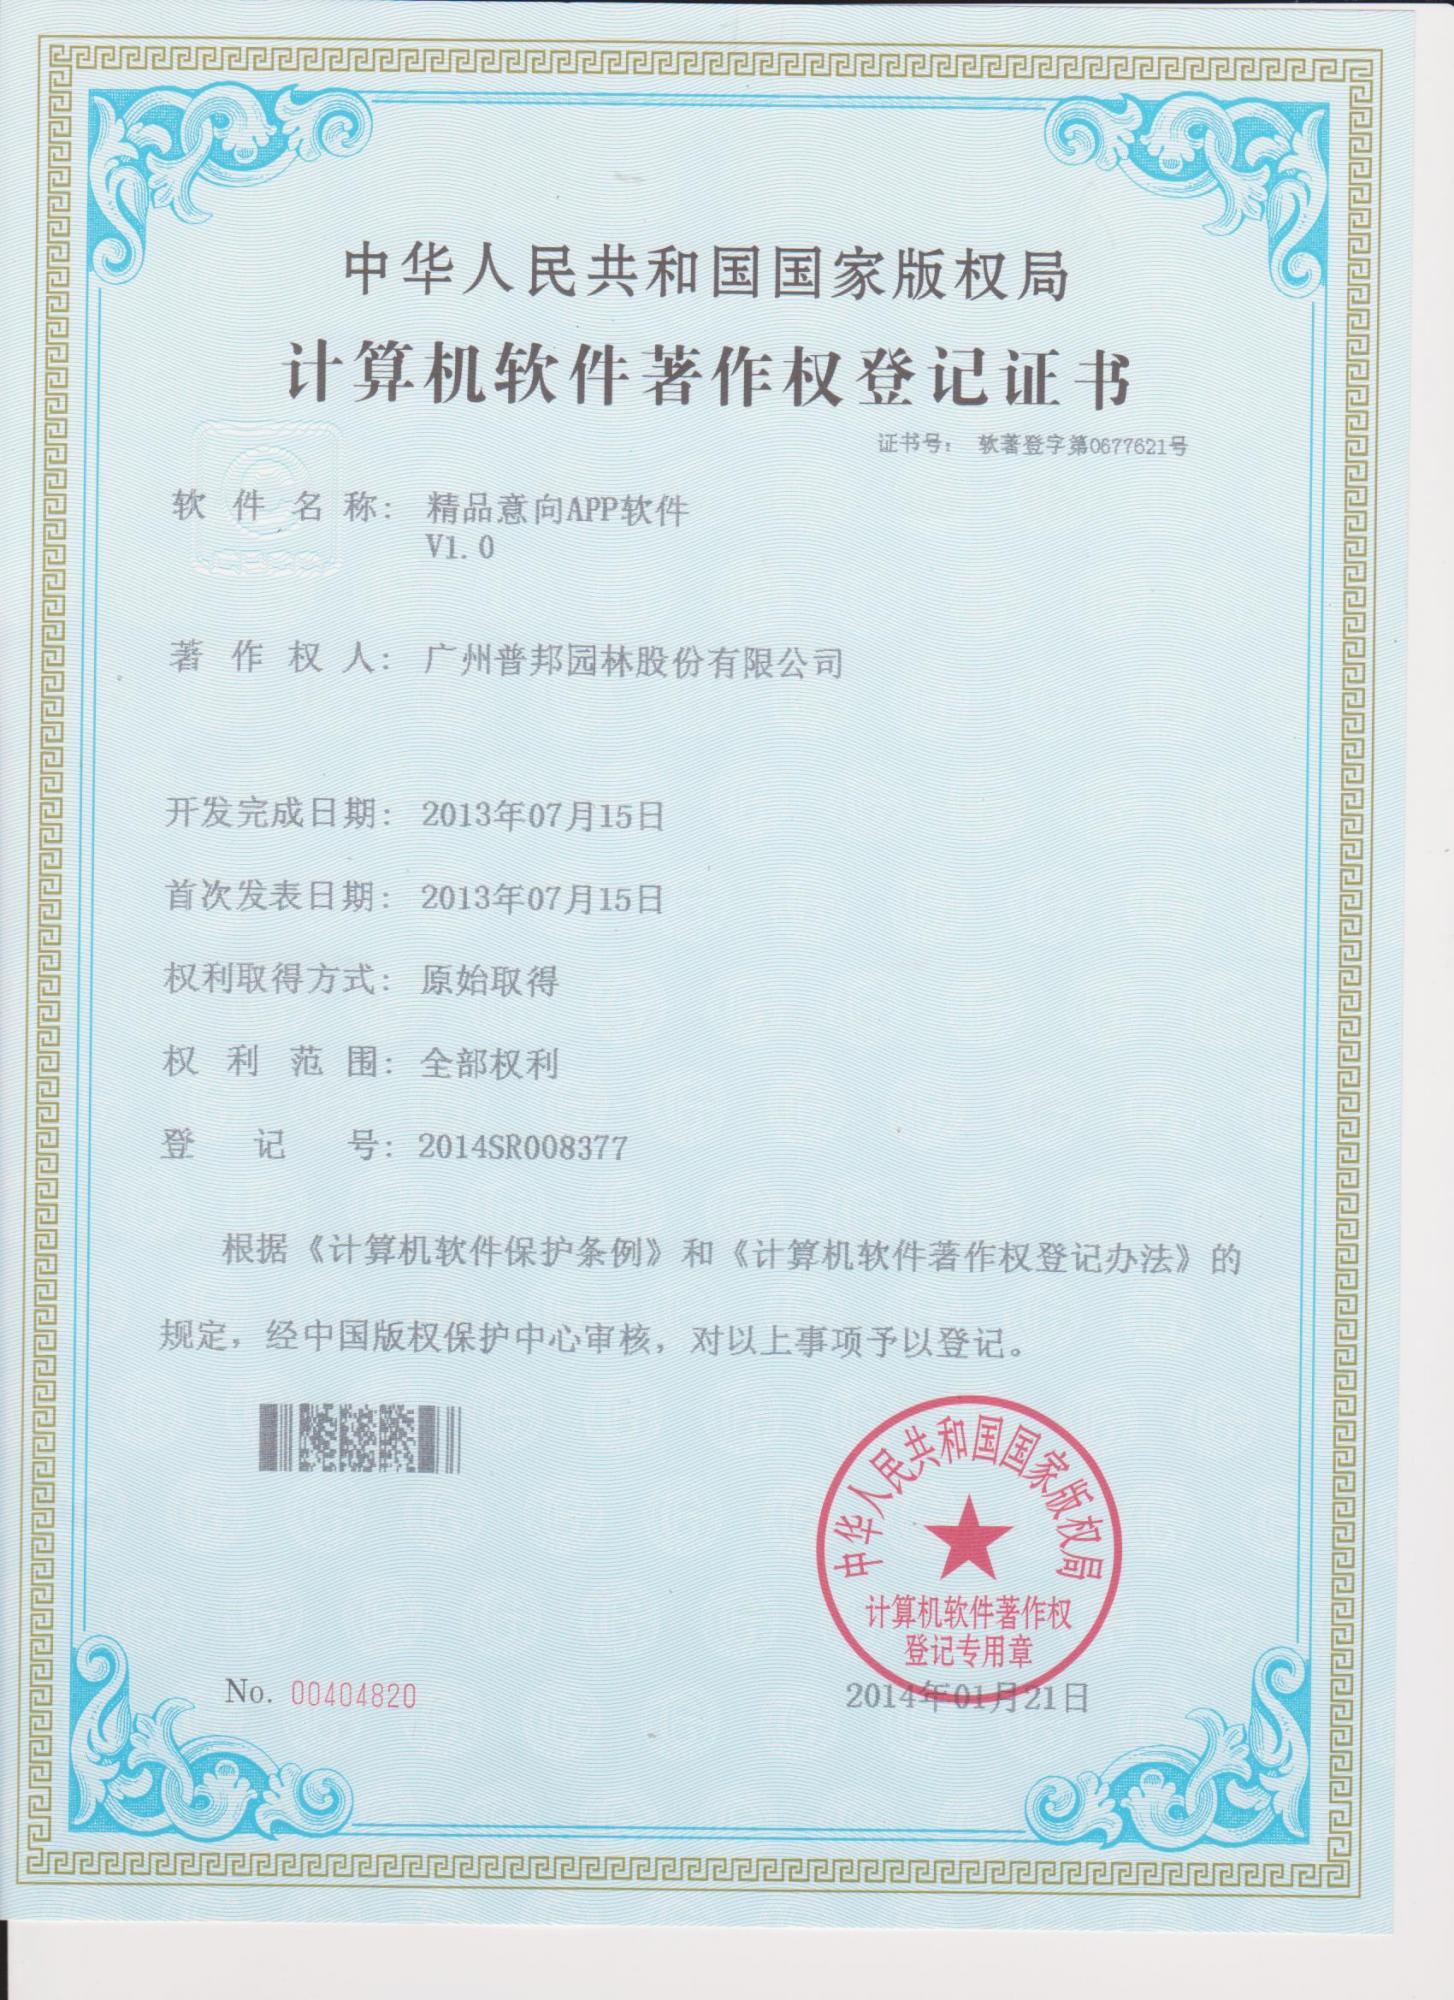 中华人民共和国国家版权局
计算机软件著作权登记证书
证书号： 软著登字第0677621号
软件名称： 精品意向APP软件
V1.0
著作权人： 广州普邦园林股份有限公司
开发完成日期： 2013年07月15日
首次发表日期： 2013年07月15日
权利取得方式： 原始取得
权利范围： 全部权利
登记号： 2014SR008377
根据《计算机软件保护条例》和《计算机软件著作权登记办法》的
规定，经中国版权保护中心审核，对以上事项予以登记。
中华人民共和国国家版权局
计算机软件著作权
登记专用章
No. 00404820
2014年01月21日